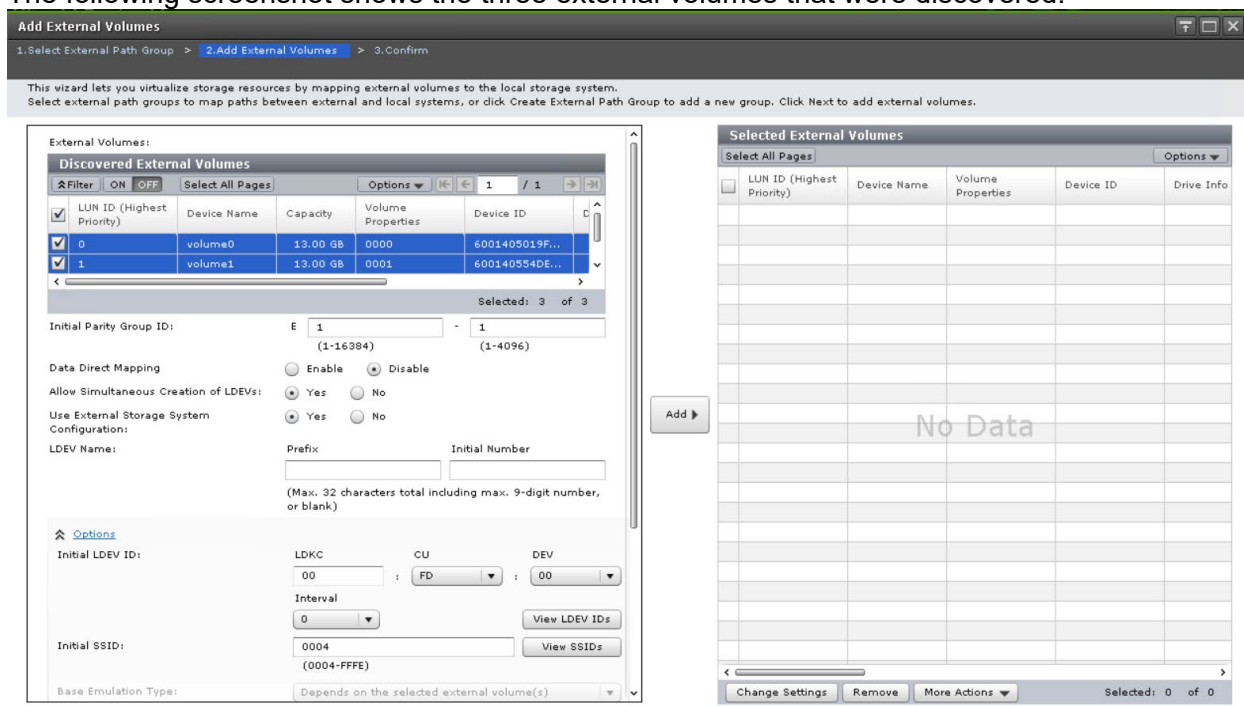 The following screenshot shows the three external volumes that were discovered.
Add External Volumes
1.Select External Path Group > 2.Add External Volumes > 3.Confirm
This wizard lets you virtualize storage resources by mapping external volumes to the local storage system.
Select external path groups to map paths between external and local systems, or click Create External Path Group to add a new group. Click Next to add external volumes.
External Volumes:
Discovered External Volumes
Filter ON OFF Select All Pages Options 1 / 1
LUN ID (Highest Priority) Device Name Capacity Volume Properties Device ID D
0 volume0 13.00 GB 0000 6001405019F...
1 volume1 13.00 GB 0001 600140554DE...
Selected: 3 of 3
Initial Parity Group ID: E 1 - 1
(1-16384) (1-4096)
Data Direct Mapping Enable Disable
Allow Simultaneous Creation of LDEVs: Yes No
Use External Storage System Configuration: Yes No
LDEV Name: Prefix Initial Number
(Max. 32 characters total including max. 9-digit number, or blank)
Options
Initial LDEV ID: LDKC CU DEV
00 : FD : 00
Interval
0 View LDEV IDs
Initial SSID: 0004 View SSIDs
(0004-FFFE)
Base Emulation Type: Depends on the selected external volume(s)
Add
Selected External Volumes
Select All Pages Options
LUN ID (Highest Priority) Device Name Volume Properties Device ID Drive Info
No Data
Change Settings Remove More Actions Selected: 0 of 0